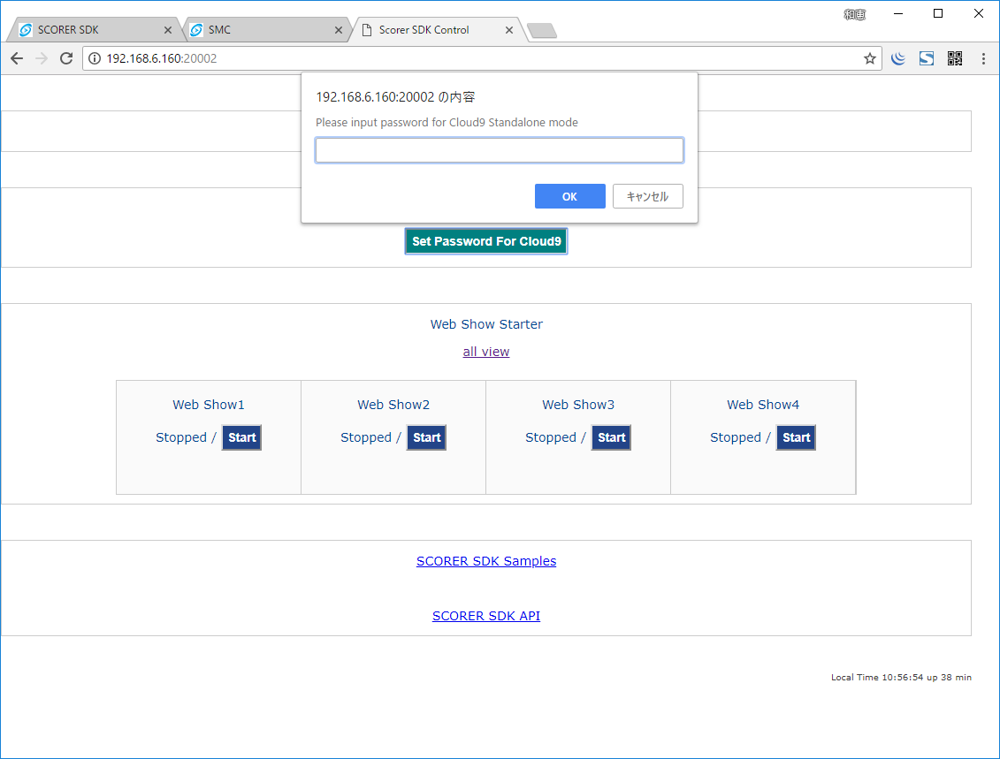 和恵
SCORER SDK
SMC
Scorer SDK Control
192.168.6.160:20002
192.168.6.160:20002 の内容
Please input password for Cloud9 Standalone mode
OK
キャンセル
Set Password For Cloud9
Web Show Starter
all view
Web Show1
Web Show2
Web Show3
Web Show4
Stopped / Start
Stopped / Start
Stopped / Start
Stopped / Start
SCORER SDK Samples
SCORER SDK API
Local Time 10:56:54 up 38 min